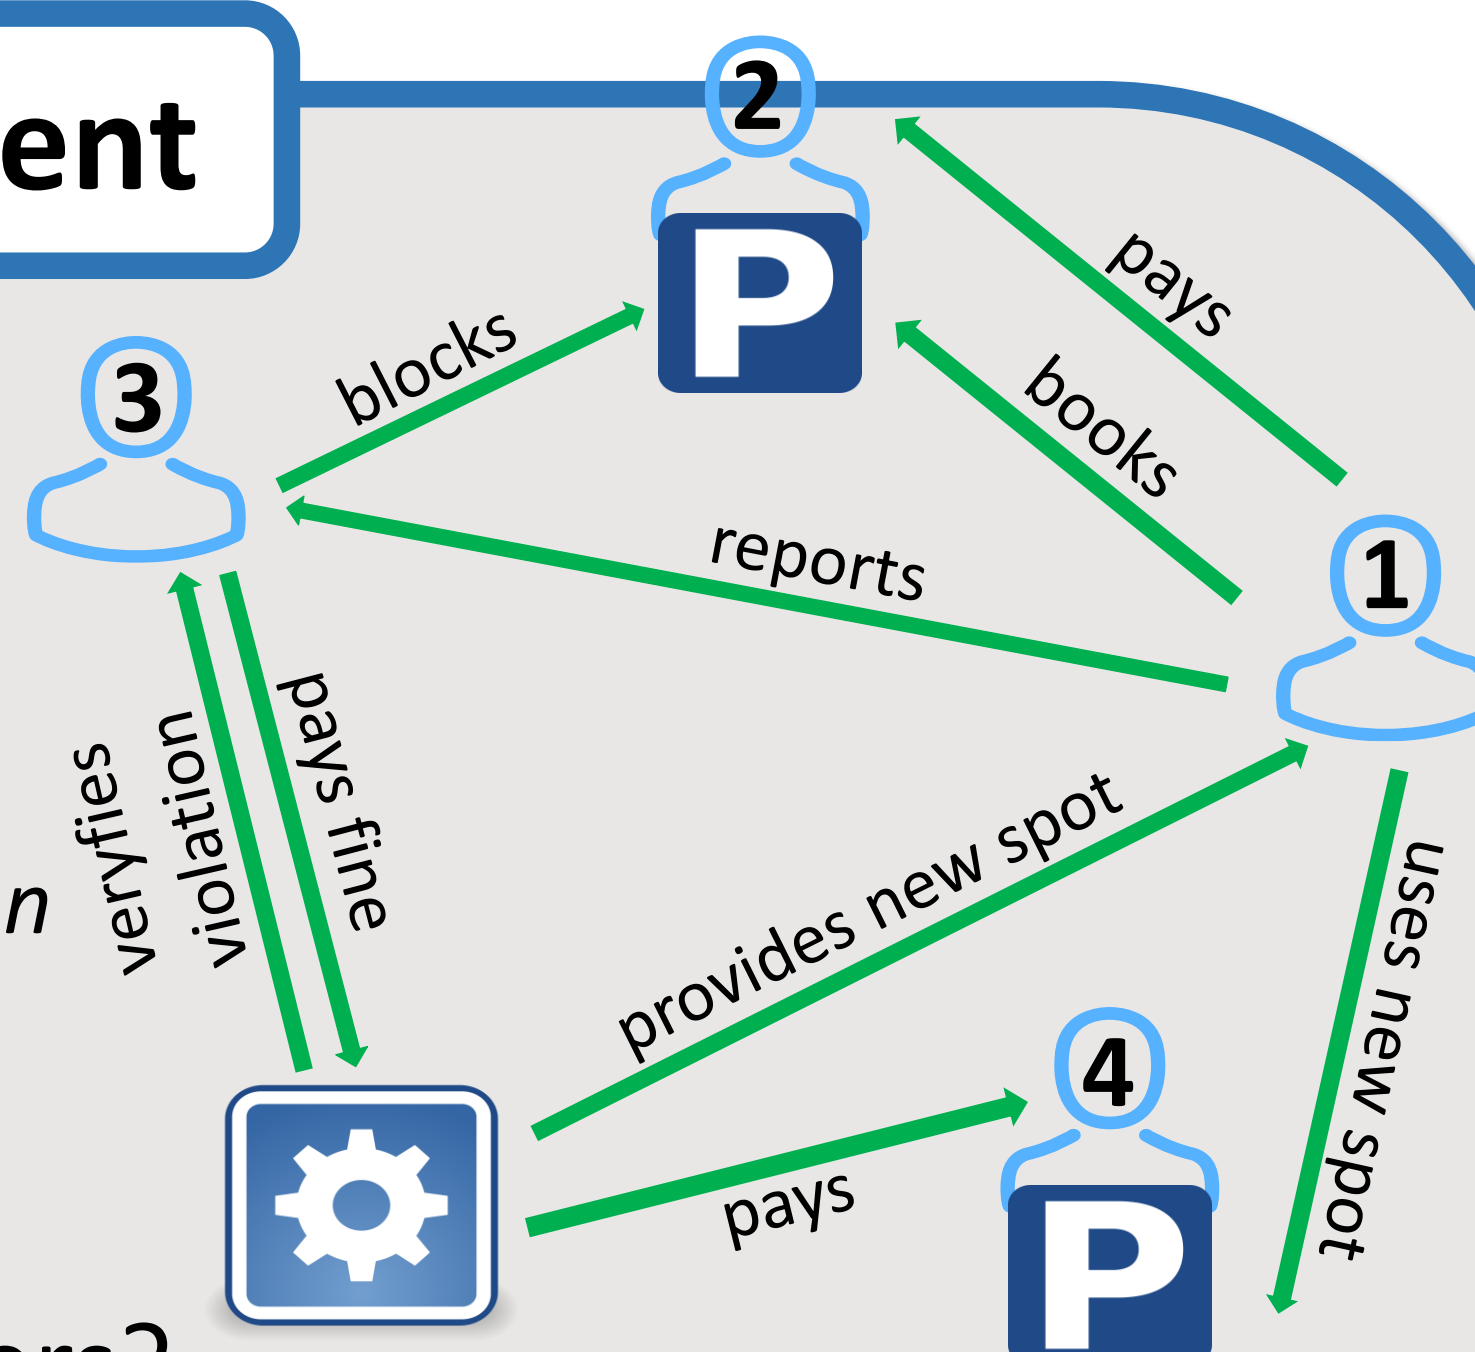 ent
2
P
pays
blocks
books
3
reports
1
veryfies
violation
pays fine
provides new spot
uses new spot
n
4
pays
P